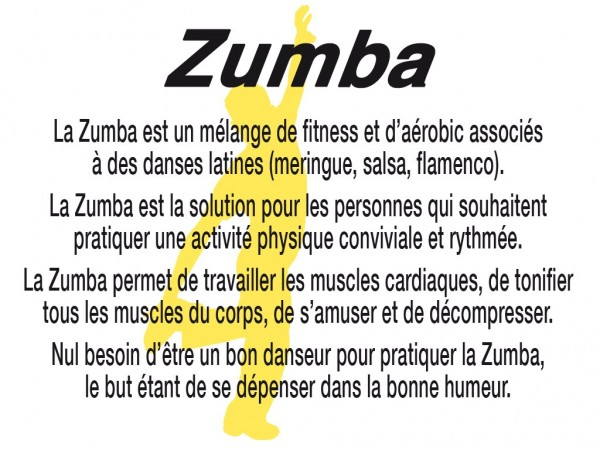 Zumba
La Zumba est un mélange de fitness et d'aérobic associés
à des danses latines (meringue, salsa, flamenco).
La Zumba est la solution pour les personnes qui souhaitent
pratiquer une activité physique conviviale et rythmée.
La Zumba permet de travailler les muscles cardiaques, de tonifier
tous les muscles du corps, de s'amuser et de décompresser.
Nul besoin d'être un bon danseur pour pratiquer la Zumba,
le but étant de se dépenser dans la bonne humeur.